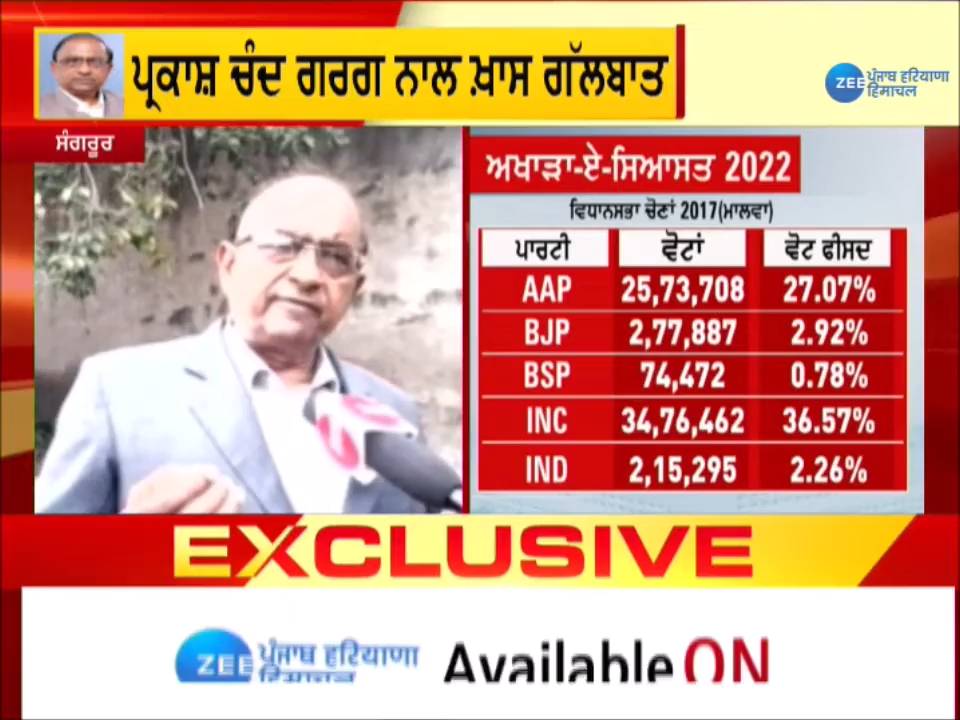 ਪ੍ਰਕਾਸ਼ ਚੰਦ ਗਰਗ ਨਾਲ ਖ਼ਾਸ ਗੱਲਬਾਤ
ZEE ਪੰਜਾਬ ਹਰਿਆਣਾ
ਹਿਮਾਚਲ
ਸੰਗਰੂਰ
ਅਖਾੜਾ-ਏ-ਸਿਆਸਤ 2022
ਵਿਧਾਨਸਭਾ ਚੋਣਾਂ 2017(ਮਾਲਵਾ)
ਪਾਰਟੀ ਵੋਟਾਂ ਵੋਟ ਫੀਸਦ
AAP 25,73,708 27.07%
BJP 2,77,887 2.92%
BSP 74,472 0.78%
INC 34,76,462 36.57%
IND 2,15,295 2.26%
EXCLUSIVE
ZEE ਪੰਜਾਬ ਹਰਿਆਣਾ
ਹਿਮਾਚਲ
Available ON